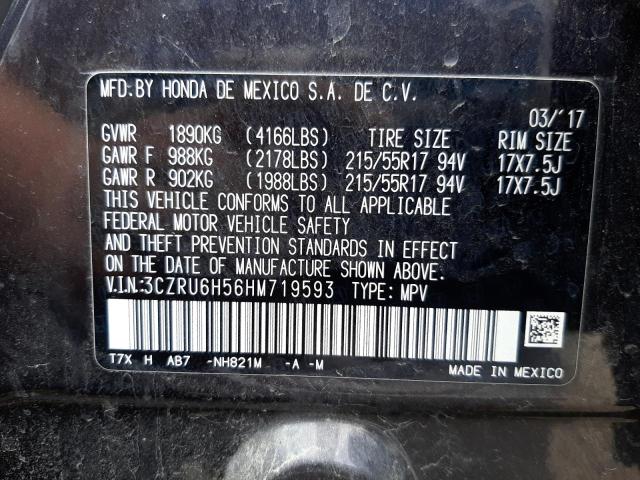 MFD.BY HONDA DE MEXICO S.A. DE C.V.
03/'17
GVWR 1890KG (4166LBS) TIRE SIZE RIM SIZE
GAWR F 988KG (2178LBS) 215/55R17 94V 17X7.5J
GAWR R 902KG (1988LBS) 215/55R17 94V 17X7.5J
THIS VEHICLE CONFORMS TO ALL APPLICABLE
FEDERAL MOTOR VEHICLE SAFETY
AND THEFT PREVENTION STANDARDS IN EFFECT
ON THE DATE OF MANUFACTURE SHOWN ABOVE.
V.I.N:3CZRU6H56HM719593 TYPE: MPV
T7X H AB7 -NH821M -A -M
MADE IN MEXICO